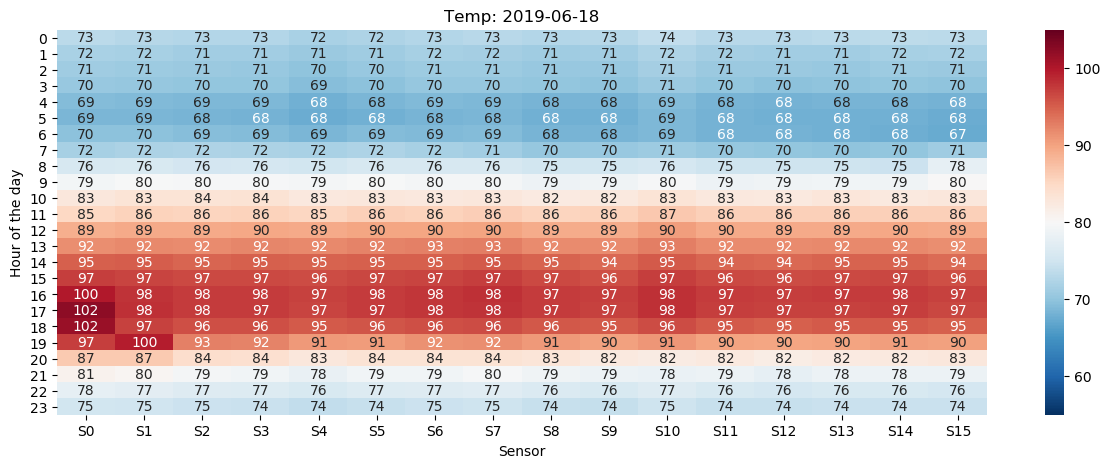 Temp: 2019-06-18
Hour of the day
0 73 73 73 73 72 72 73 73 73 73 74 73 73 73 73 73
1 72 72 71 71 71 71 72 72 71 71 72 72 71 71 72 72
2 71 71 71 71 70 70 71 71 71 71 71 71 71 71 71 71
3 70 70 70 70 69 70 70 70 70 70 71 70 70 70 70 70
4 69 69 69 69 68 68 69 69 68 68 69 68 68 68 68 68
5 69 69 68 68 68 68 68 68 68 68 69 68 68 68 68 68
6 70 70 69 69 69 69 69 69 68 68 69 68 68 68 68 67
7 72 72 72 72 72 72 72 71 70 70 71 70 70 70 70 71
8 76 76 76 76 75 76 76 76 75 75 76 75 75 75 75 78
9 79 80 80 80 79 80 80 80 79 79 80 79 79 79 79 80
10 83 83 84 84 83 83 83 83 82 82 83 83 83 83 83 83
11 85 86 86 86 85 86 86 86 86 86 87 86 86 86 86 86
12 89 89 89 90 89 90 90 90 89 89 90 90 89 89 90 89
13 92 92 92 92 92 92 93 93 92 92 93 92 92 92 92 92
14 95 95 95 95 95 95 95 95 95 94 95 94 94 95 95 94
15 97 97 97 97 96 97 97 97 97 96 97 96 96 97 97 96
16 100 98 98 98 97 98 98 98 97 97 98 97 97 97 98 97
17 102 98 98 97 97 97 98 98 97 97 98 97 97 97 97 97
18 102 97 96 96 95 96 96 96 96 95 96 95 95 95 95 95
19 97 100 93 92 91 91 92 92 91 90 91 90 90 90 91 90
20 87 87 84 84 83 84 84 84 83 82 82 82 82 82 82 83
21 81 80 79 79 78 79 79 80 79 79 78 79 78 78 78 79
22 78 77 77 77 76 77 77 77 76 76 77 76 76 76 76 76
23 75 75 75 74 74 74 75 75 74 74 75 74 74 74 74 74
S0 S1 S2 S3 S4 S5 S6 S7 S8 S9 S10 S11 S12 S13 S14 S15
Sensor
100
90
80
70
60